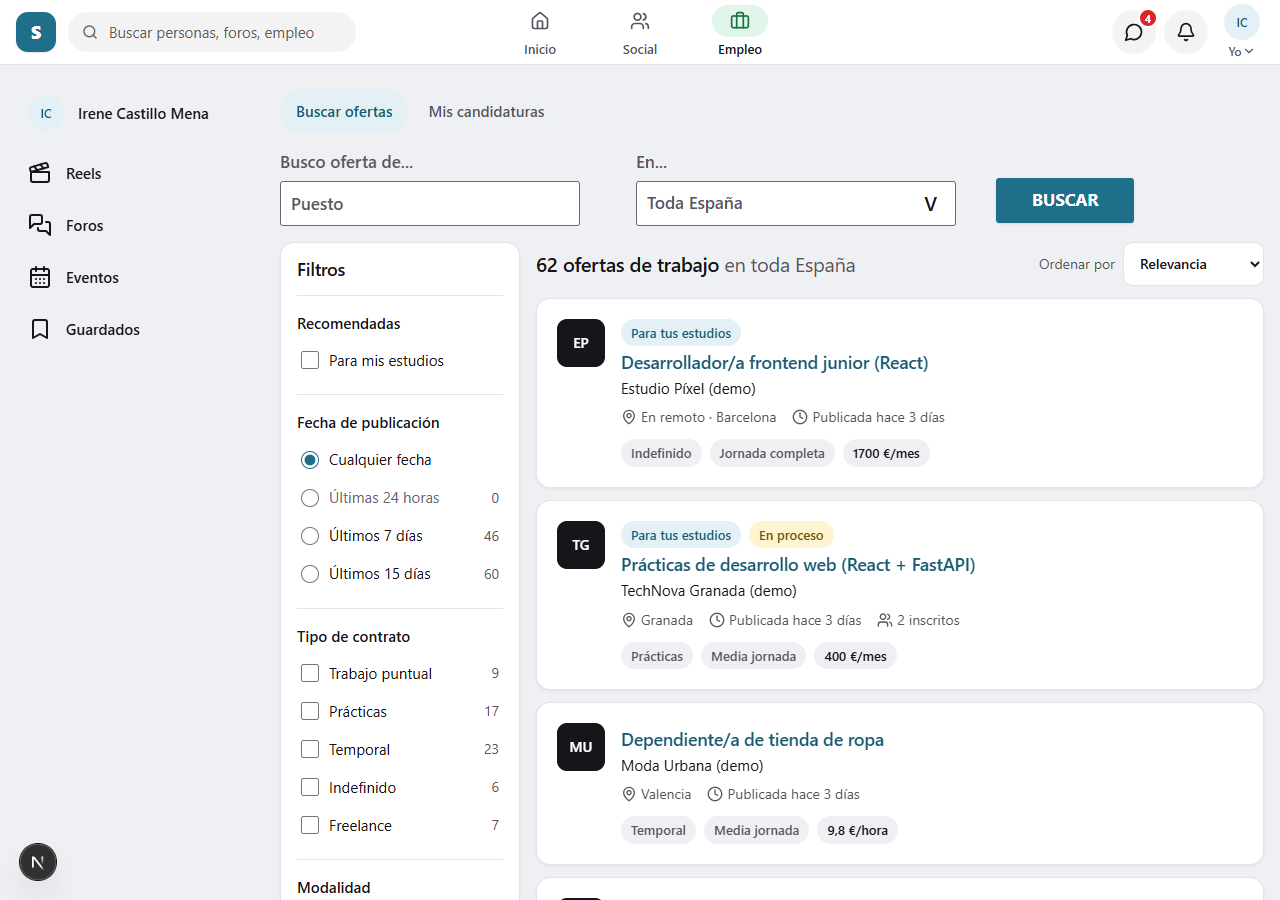 S
Buscar personas, foros, empleo
Inicio
Social
Empleo
4
IC
Yo
IC
Irene Castillo Mena
Reels
Foros
Eventos
Guardados
N
Buscar ofertas
Mis candidaturas
Busco oferta de...
Puesto
En...
Toda España
V
BUSCAR
Filtros
Recomendadas
Para mis estudios
Fecha de publicación
Cualquier fecha
Últimas 24 horas 0
Últimos 7 días 46
Últimos 15 días 60
Tipo de contrato
Trabajo puntual 9
Prácticas 17
Temporal 23
Indefinido 6
Freelance 7
Modalidad
62 ofertas de trabajo en toda España
Ordenar por Relevancia
EP
Para tus estudios
Desarrollador/a frontend junior (React)
Estudio Píxel (demo)
En remoto · Barcelona Publicada hace 3 días
Indefinido Jornada completa 1700 €/mes
TG
Para tus estudios En proceso
Prácticas de desarrollo web (React + FastAPI)
TechNova Granada (demo)
Granada Publicada hace 3 días 2 inscritos
Prácticas Media jornada 400 €/mes
MU
Dependiente/a de tienda de ropa
Moda Urbana (demo)
Valencia Publicada hace 3 días
Temporal Media jornada 9,8 €/hora